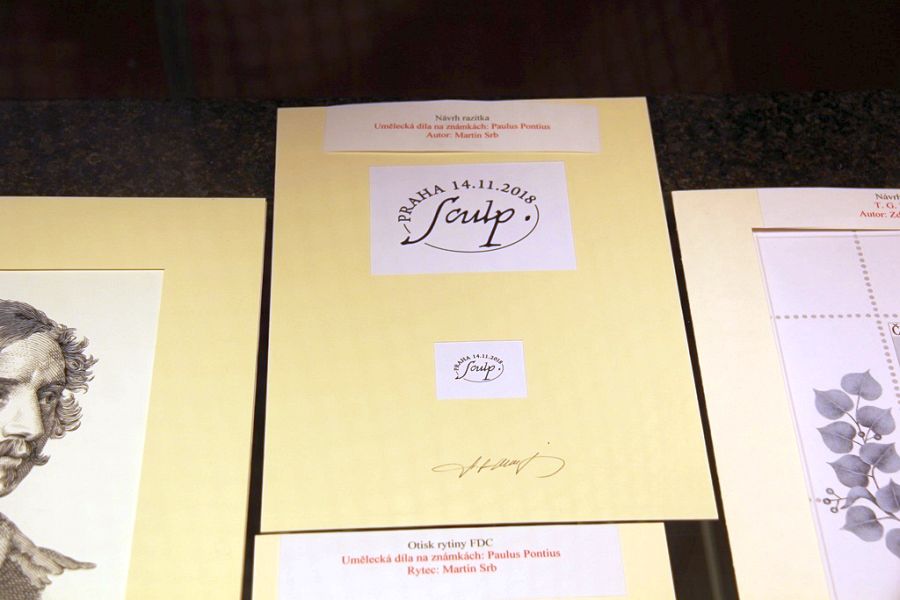 Návrh razítka
Umělecká díla na známkách: Paulus Pontius
Autor: Martin Srb
PRAHA 14.11.2018
Sculp.
PRAHA 14.11.2018
Sculp.
Otisk rytiny FDC
Umělecká díla na známkách: Paulus Pontius
Rytec: Martin Srb
Návrh
T. G.
Autor: Zd